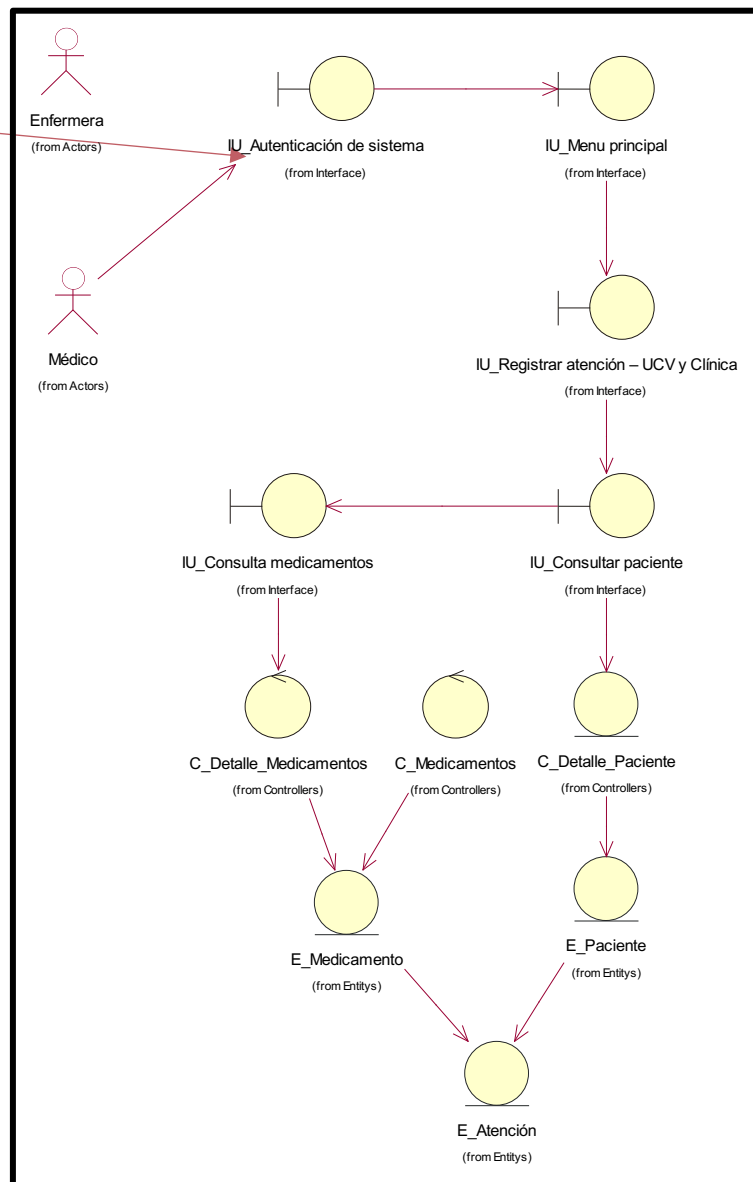 Enfermera
(from Actors)
IU_Autenticación de sistema
(from Interface)
IU_Menu principal
(from Interface)
Médico
(from Actors)
IU_Registrar atención – UCV y Clínica
(from Interface)
IU_Consulta medicamentos
(from Interface)
IU_Consultar paciente
(from Interface)
C_Detalle_Medicamentos
(from Controllers)
C_Medicamentos
(from Controllers)
C_Detalle_Paciente
(from Controllers)
E_Medicamento
(from Entitys)
E_Paciente
(from Entitys)
E_Atención
(from Entitys)